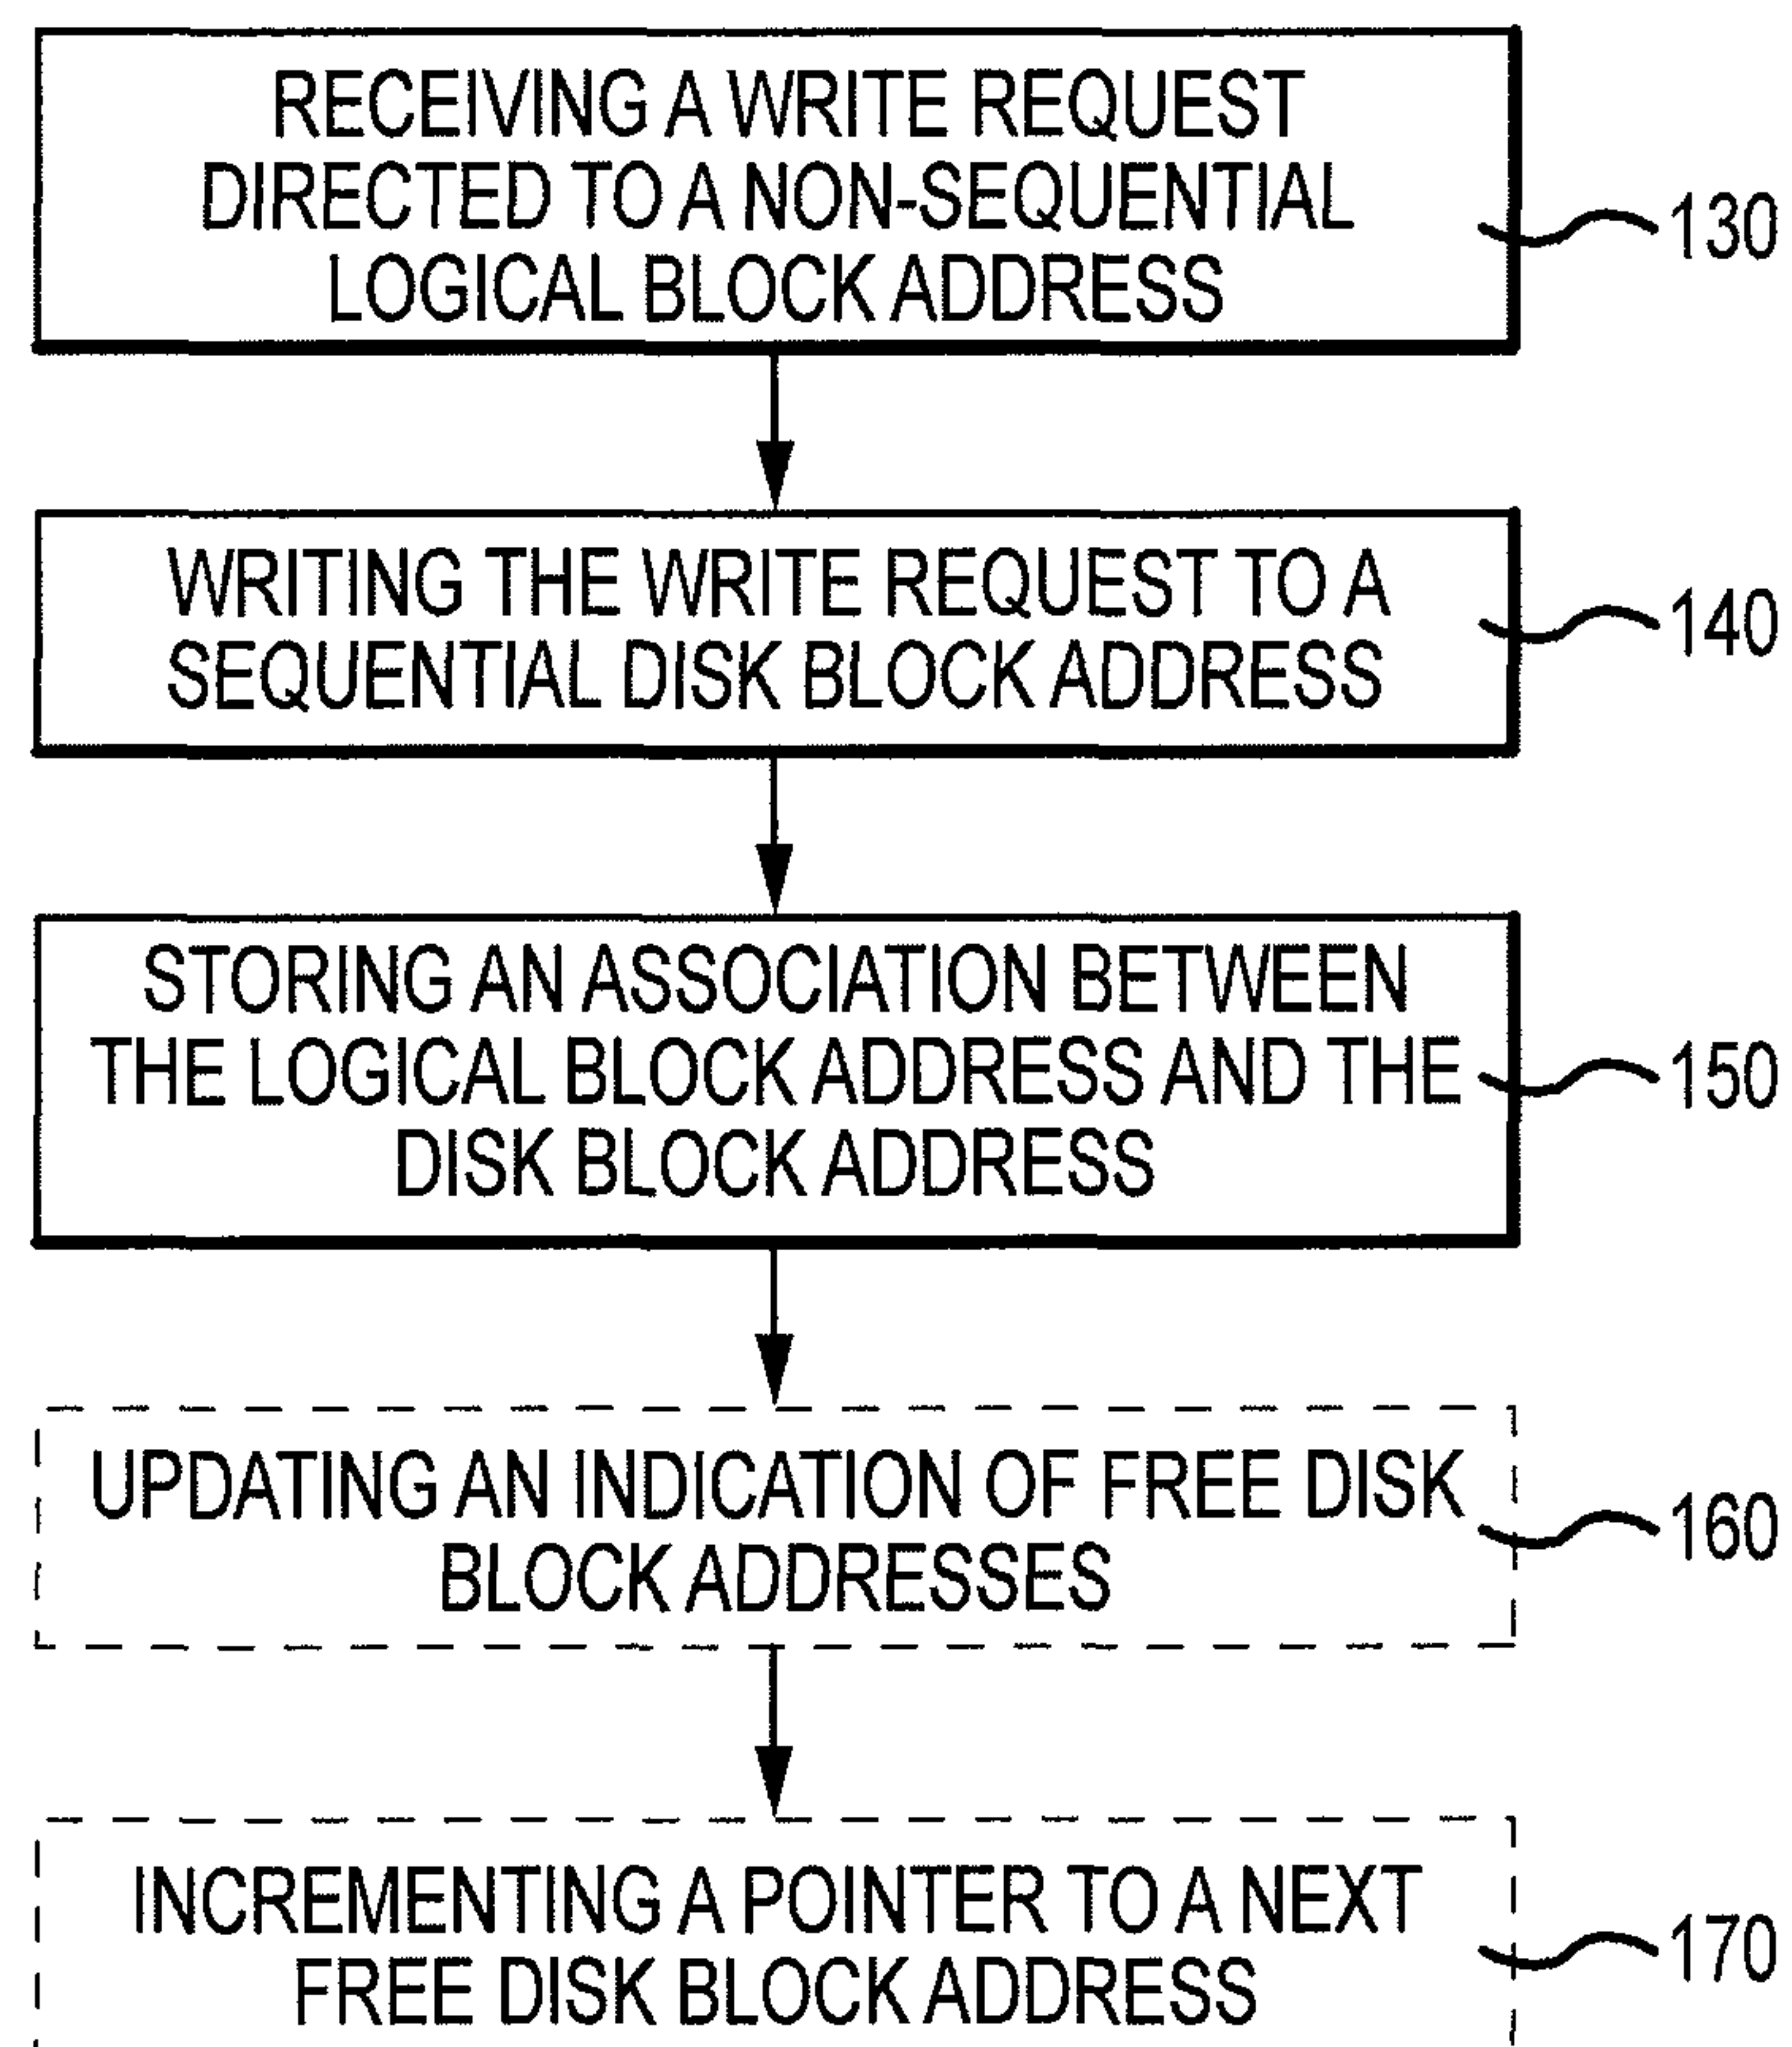 RECEIVING A WRITE REQUEST
DIRECTED TO A NON-SEQUENTIAL
LOGICAL BLOCK ADDRESS
130
WRITING THE WRITE REQUEST TO A
SEQUENTIAL DISK BLOCK ADDRESS
140
STORING AN ASSOCIATION BETWEEN
THE LOGICAL BLOCK ADDRESS AND THE
DISK BLOCK ADDRESS
150
UPDATING AN INDICATION OF FREE DISK
BLOCK ADDRESSES
160
INCREMENTING A POINTER TO A NEXT
FREE DISK BLOCK ADDRESS
170